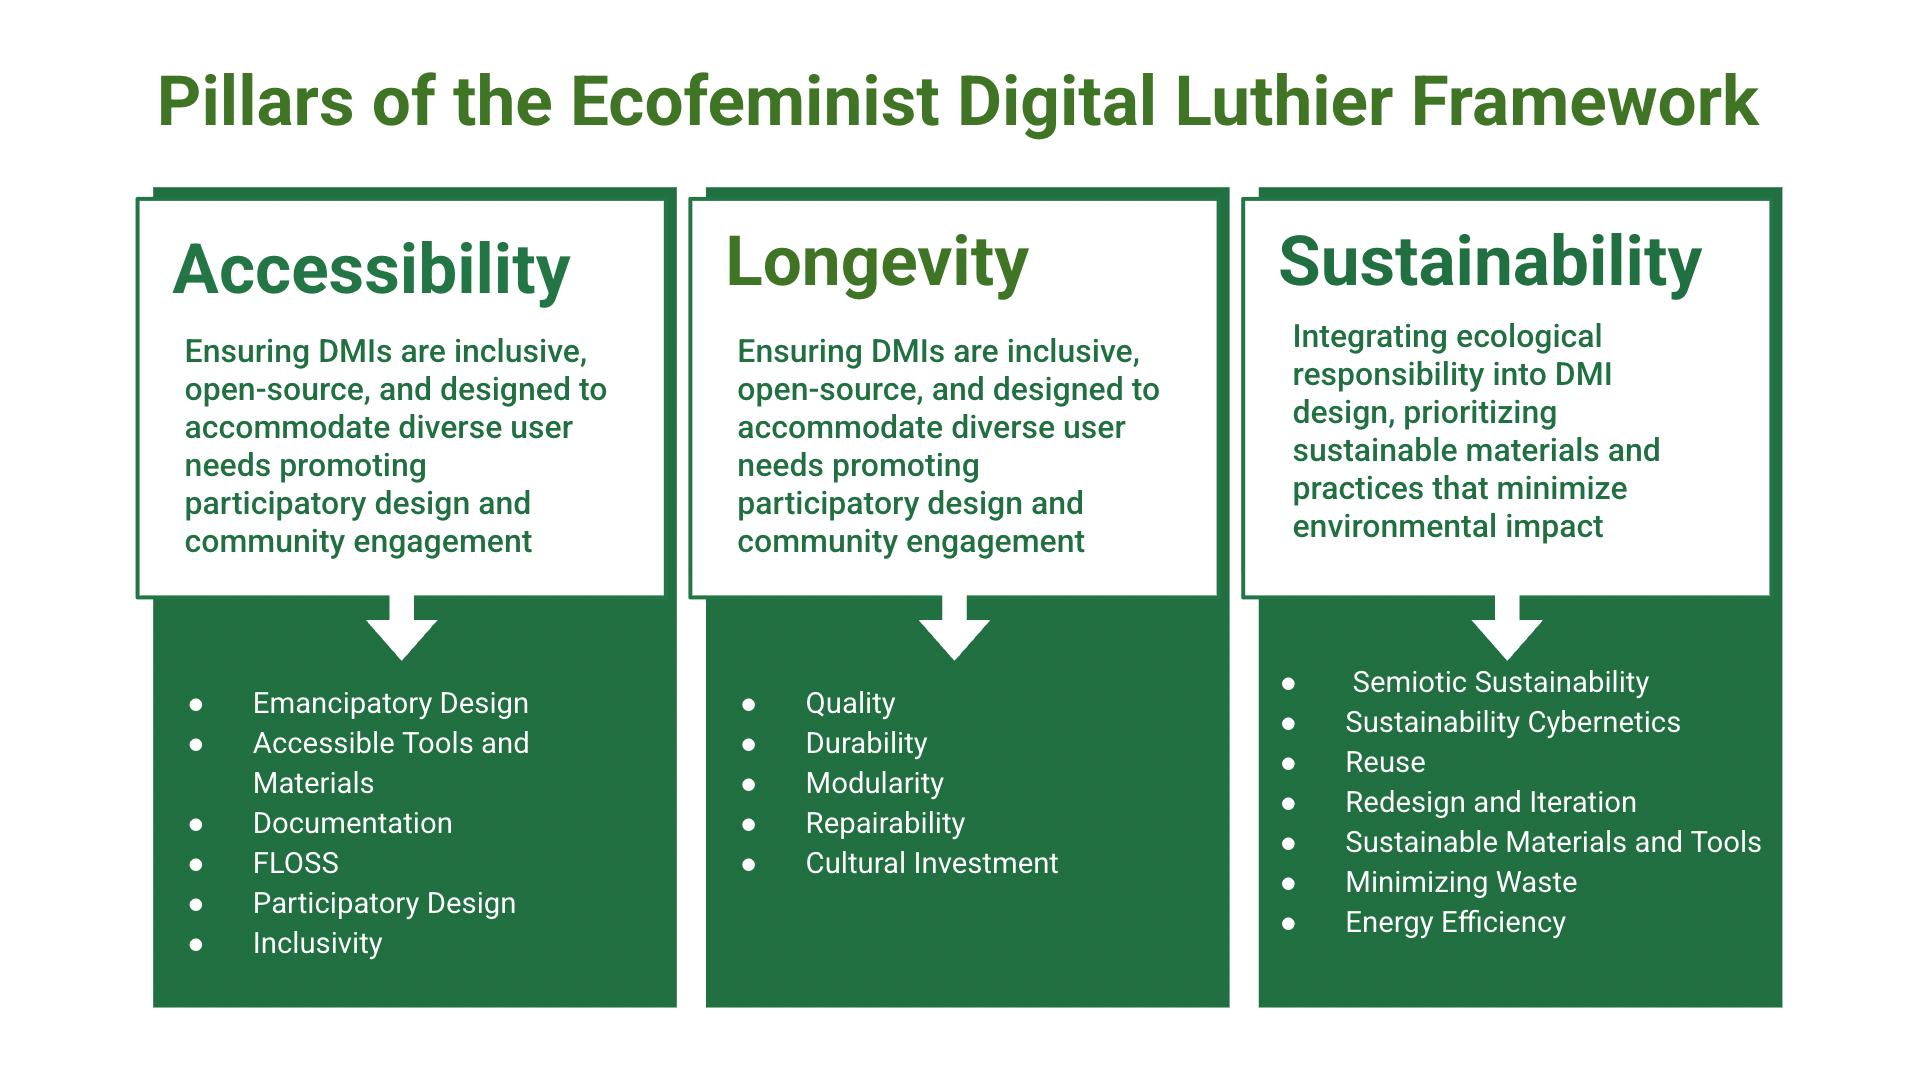 Pillars of the Ecofeminist Digital Luthier Framework
Accessibility
Ensuring DMIs are inclusive,
open-source, and designed to
accommodate diverse user
needs promoting
participatory design and
community engagement
● Emancipatory Design
● Accessible Tools and
Materials
● Documentation
● FLOSS
● Participatory Design
● Inclusivity
Longevity
Ensuring DMIs are inclusive,
open-source, and designed to
accommodate diverse user
needs promoting
participatory design and
community engagement
● Quality
● Durability
● Modularity
● Repairability
● Cultural Investment
Sustainability
Integrating ecological
responsibility into DMI
design, prioritizing
sustainable materials and
practices that minimize
environmental impact
● Semiotic Sustainability
● Sustainability Cybernetics
● Reuse
● Redesign and Iteration
● Sustainable Materials and Tools
● Minimizing Waste
● Energy Efficiency